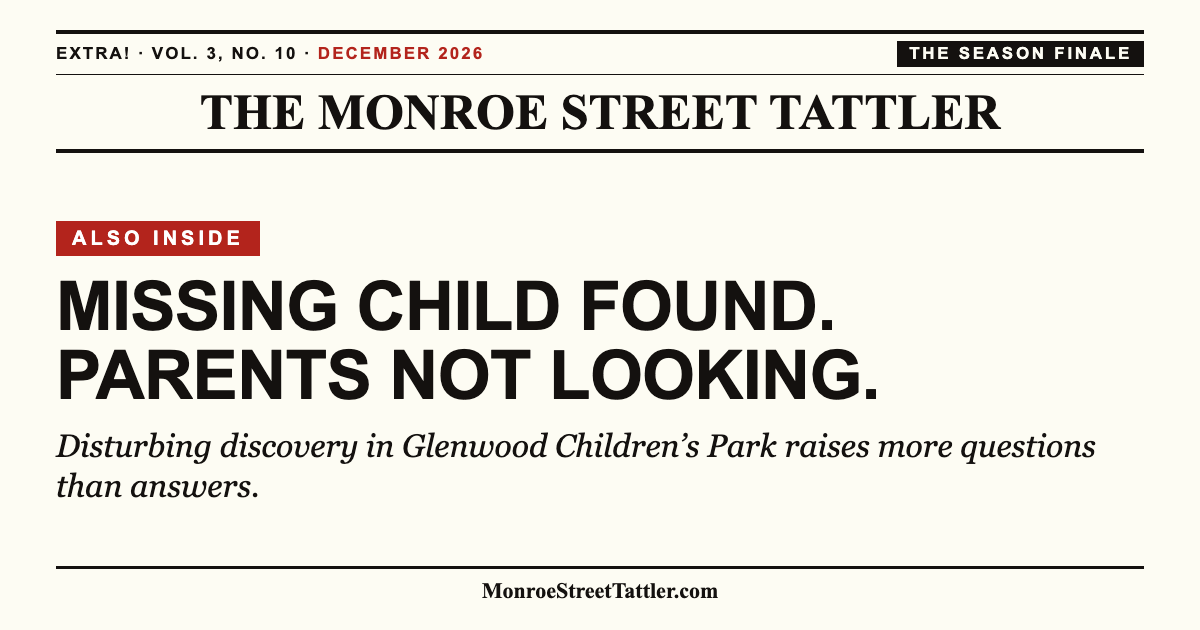 EXTRA! · VOL. 3, NO. 10 · DECEMBER 2026
THE SEASON FINALE
THE MONROE STREET TATTLER
ALSO INSIDE
MISSING CHILD FOUND.
PARENTS NOT LOOKING.
Disturbing discovery in Glenwood Children’s Park raises more questions
than answers.
MonroeStreetTattler.com